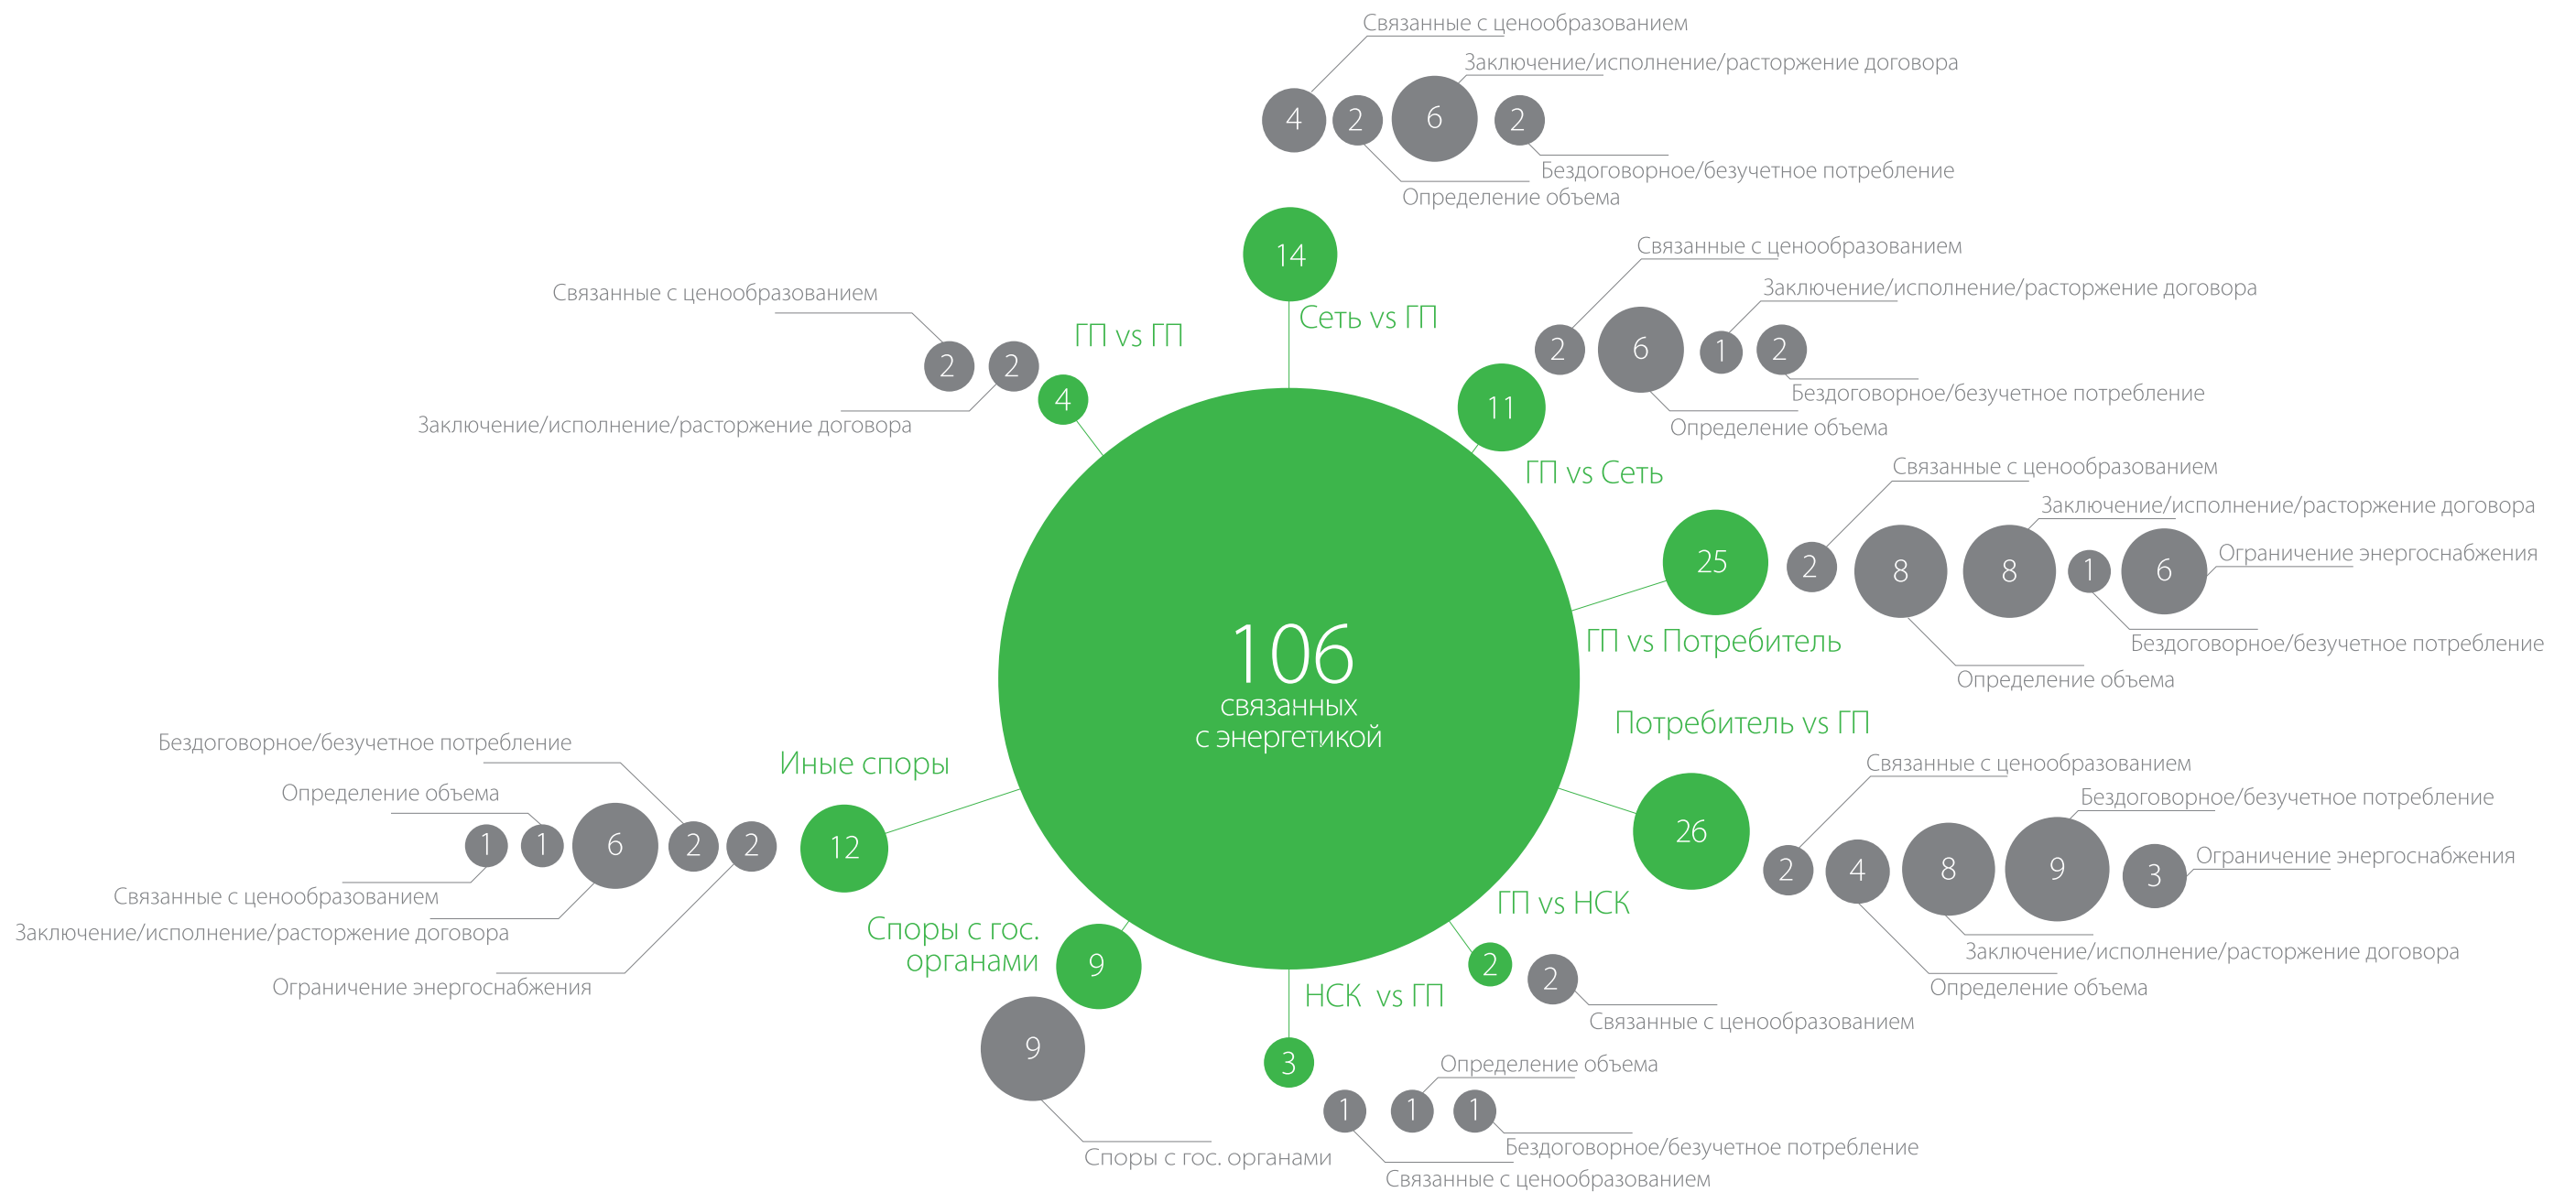 Связанные с ценообразованием
Заключение/исполнение/расторжение договора
4
2
6
2
Бездоговорное/безучетное потребление
Определение объема
14
Сеть vs ГП
Связанные с ценообразованием
Заключение/исполнение/расторжение договора
2
6
1
2
Бездоговорное/безучетное потребление
Определение объема
11
ГП vs Сеть
Связанные с ценообразованием
Заключение/исполнение/расторжение договора
Ограничение энергоснабжения
25
2
8
8
1
6
Бездоговорное/безучетное потребление
Определение объема
ГП vs Потребитель
Потребитель vs ГП
Связанные с ценообразованием
Бездоговорное/безучетное потребление
Ограничение энергоснабжения
26
2
4
8
9
3
Заключение/исполнение/расторжение договора
Определение объема
ГП vs НСК
2
2
Связанные с ценообразованием
НСК vs ГП
3
Определение объема
1
1
1
Бездоговорное/безучетное потребление
Связанные с ценообразованием
Споры с гос.
органами
9
9
Споры с гос. органами
Иные споры
12
Бездоговорное/безучетное потребление
Определение объема
1
1
6
2
2
Связанные с ценообразованием
Заключение/исполнение/расторжение договора
Ограничение энергоснабжения
Связанные с ценообразованием
ГП vs ГП
2
2
4
Заключение/исполнение/расторжение договора
106
связанных
с энергетикой